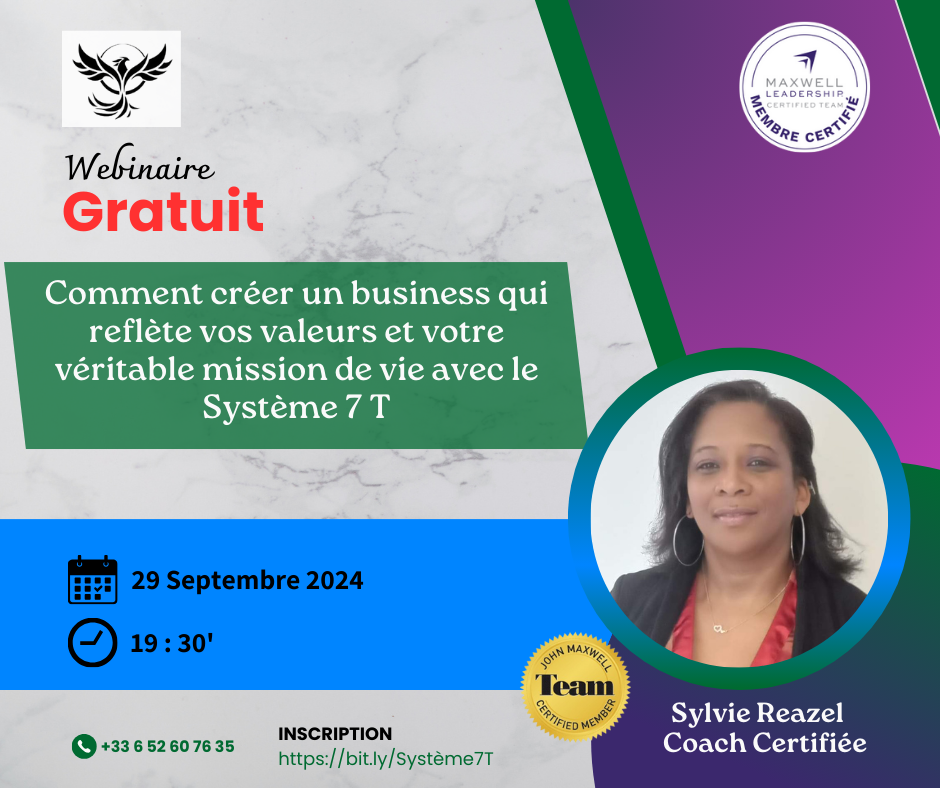 MAXWELL
LEADERSHIP
CERTIFIED TEAM
MEMBRE CERTIFIÉ
Webinaire
Gratuit
Comment créer un business qui
reflète vos valeurs et votre
véritable mission de vie avec le
Système 7 T
29 Septembre 2024
19 : 30'
JOHN MAXWELL
Team
CERTIFIED MEMBER
Sylvie Reazel
Coach Certifiée
+33 6 52 60 76 35
INSCRIPTION
https://bit.ly/Système7T